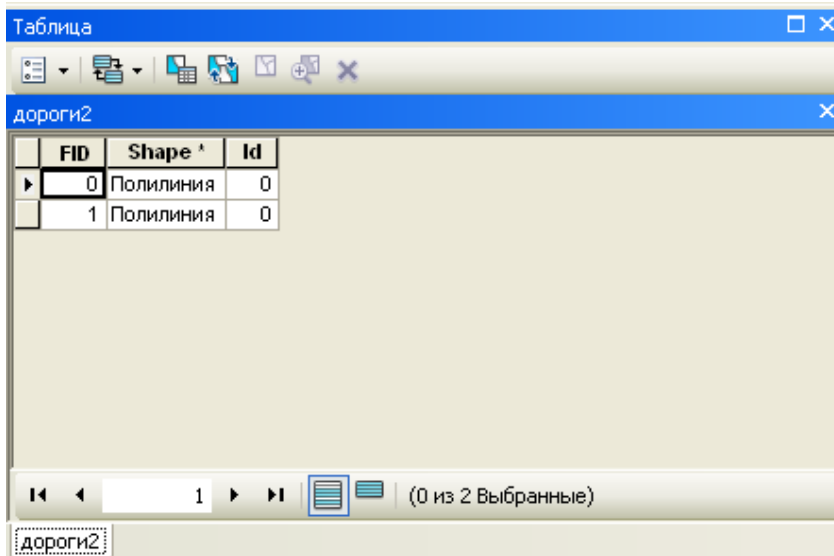 Таблица
дороги2
FID Shape * Id
0 Полилиния 0
1 Полилиния 0
1 (0 из 2 Выбранные)
дороги2